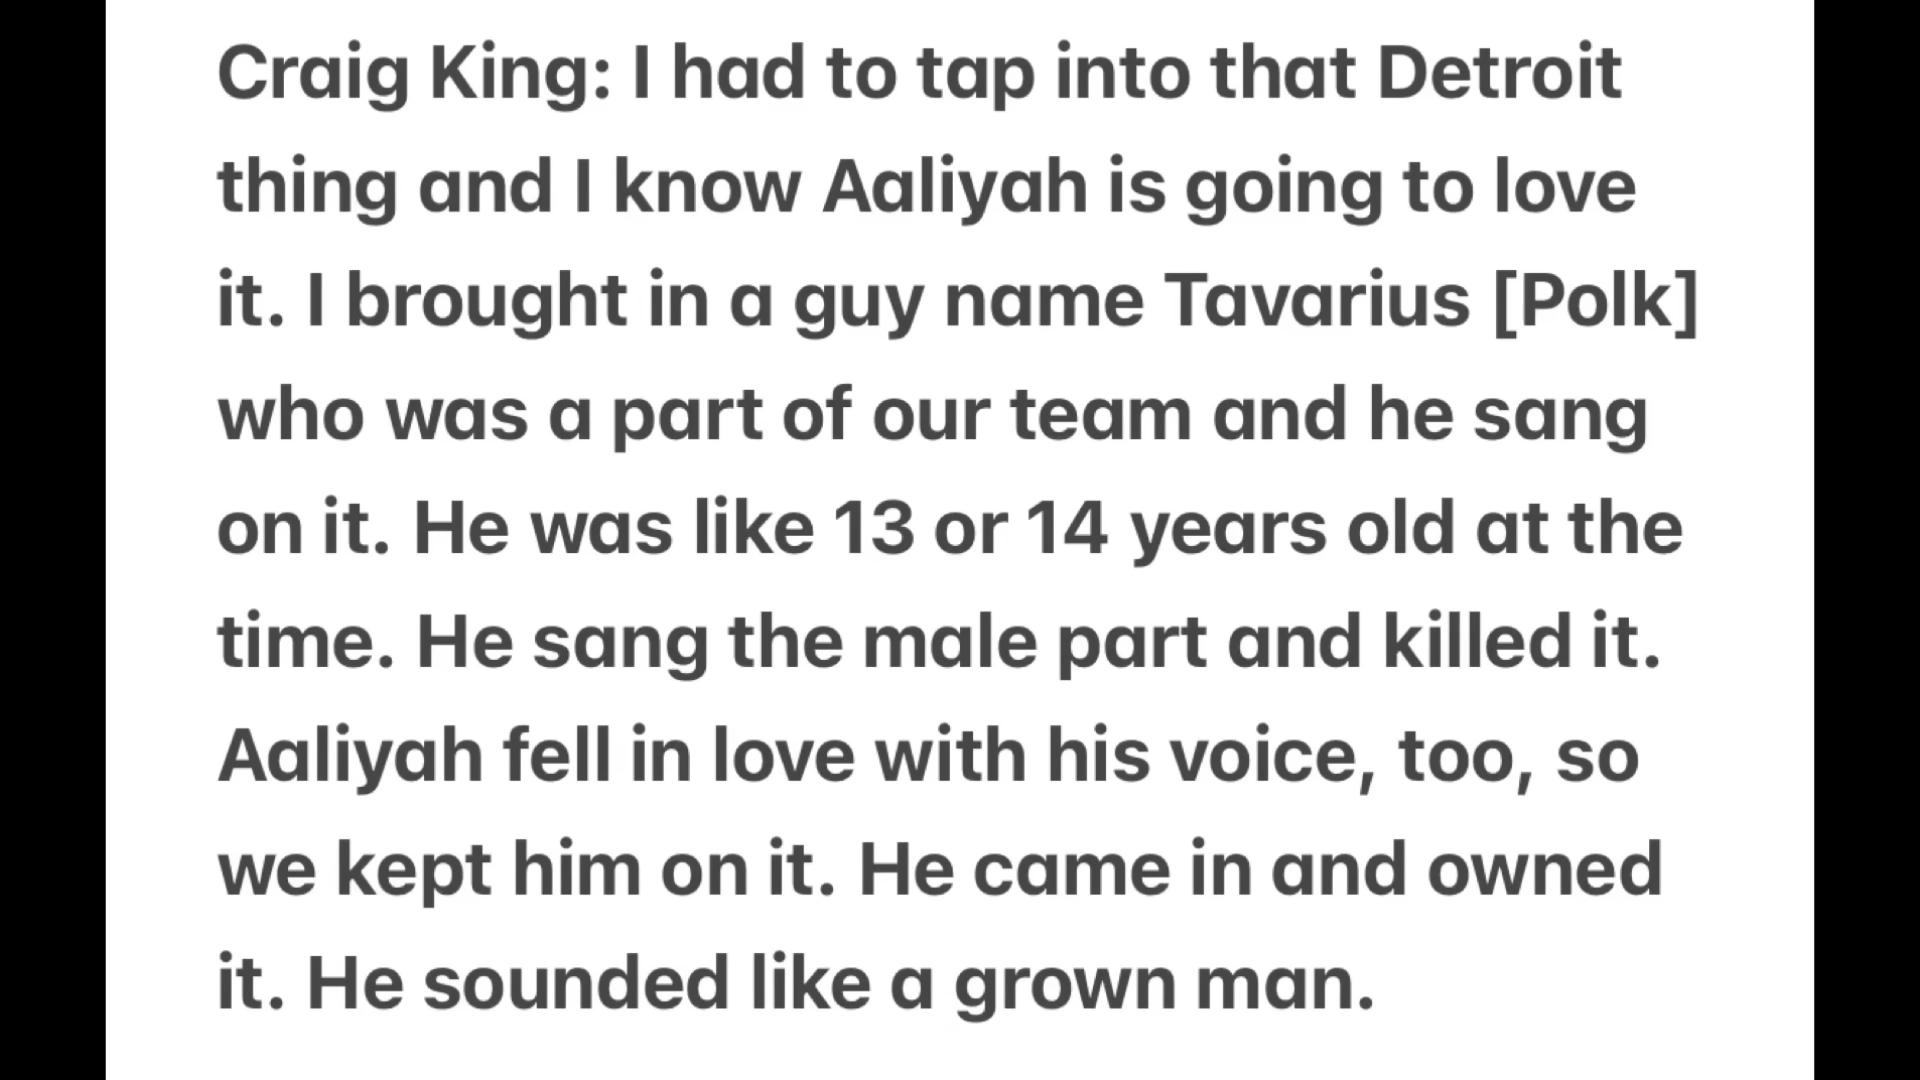 Craig King: I had to tap into that Detroit
thing and I know Aaliyah is going to love
it. I brought in a guy name Tavarius [Polk]
who was a part of our team and he sang
on it. He was like 13 or 14 years old at the
time. He sang the male part and killed it.
Aaliyah fell in love with his voice, too, so
we kept him on it. He came in and owned
it. He sounded like a grown man.